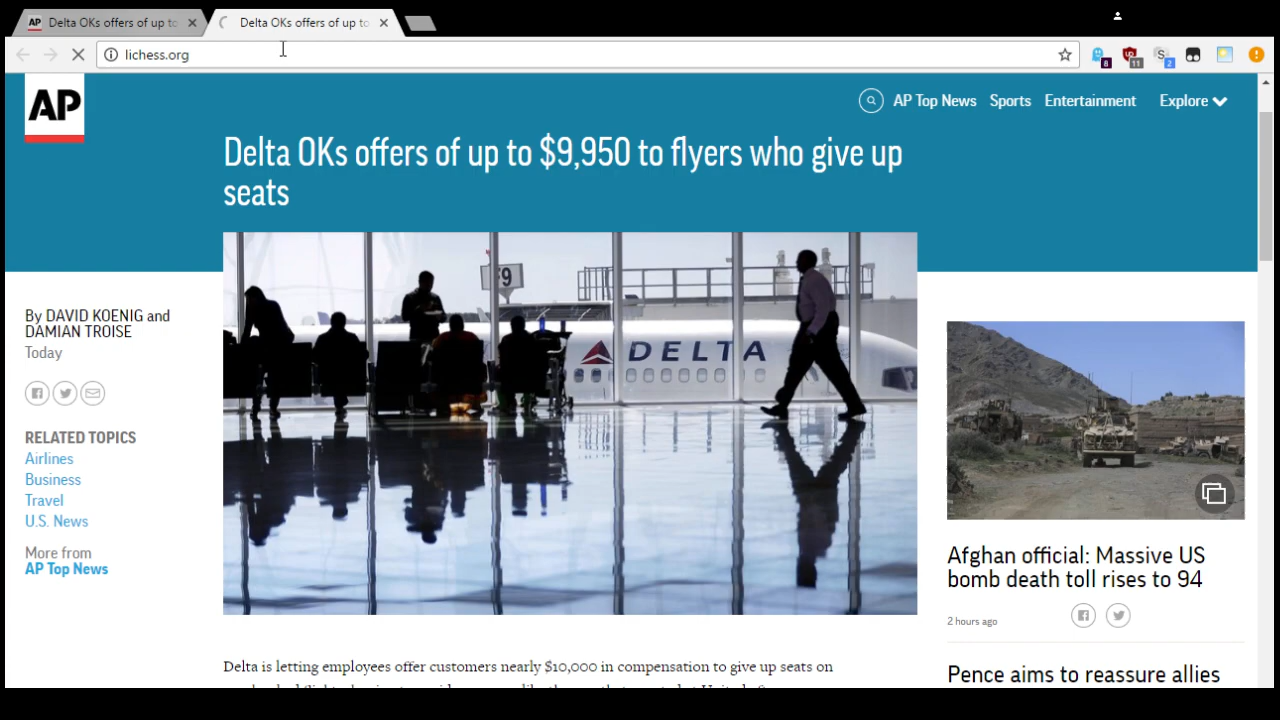 Delta OKs offers of up to
Delta OKs offers of up to
lichess.org
8
11
S
2
AP
AP Top News Sports Entertainment Explore
Delta OKs offers of up to $9,950 to flyers who give up
seats
F9
DELTA
By DAVID KOENIG and
DAMIAN TROISE
Today
RELATED TOPICS
Airlines
Business
Travel
U.S. News
More from
AP Top News
Afghan official: Massive US
bomb death toll rises to 94
2 hours ago
Pence aims to reassure allies
Delta is letting employees offer customers nearly $10,000 in compensation to give up seats on